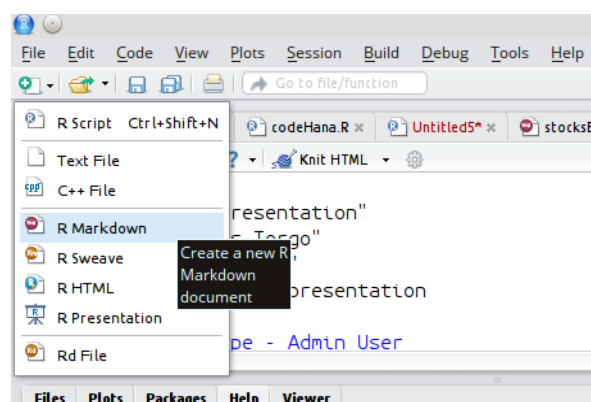 File Edit Code View Plots Session Build Debug Tools Help
Go to file/function
R Script Ctrl+Shift+N
codeHana.R Untitled5* stocksE
Text File
? Knit HTML
C++ File
resentation"
R Markdown
Torgo"
Create a new R
Markdown
document
R Sweave
"
R HTML
presentation
R Presentation
pe - Admin User
Rd File
Files Plots Packages Help Viewer